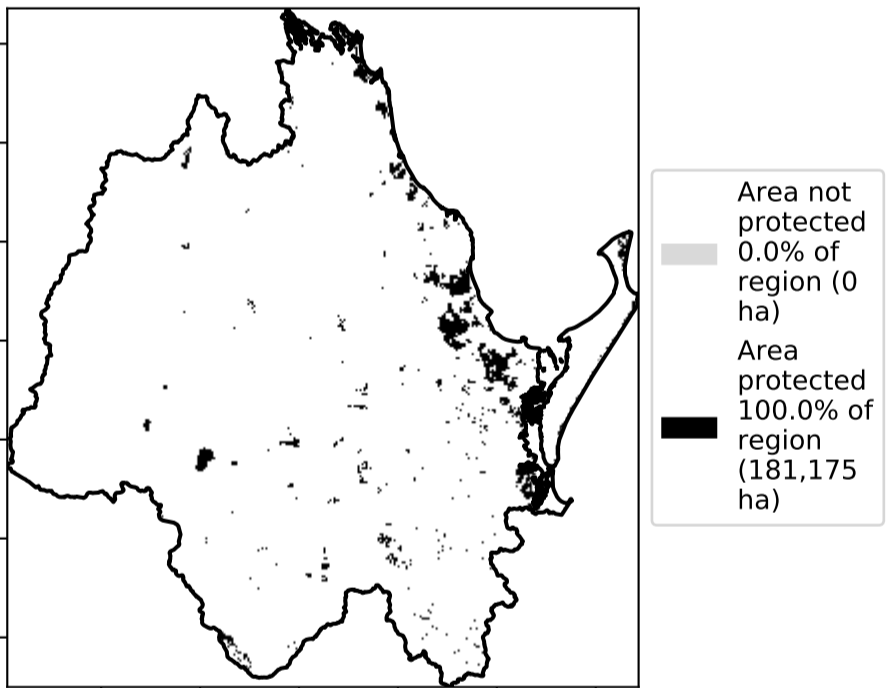 Area not
protected
0.0% of
region (0
ha)
Area
protected
100.0% of
region
(181,175
ha)